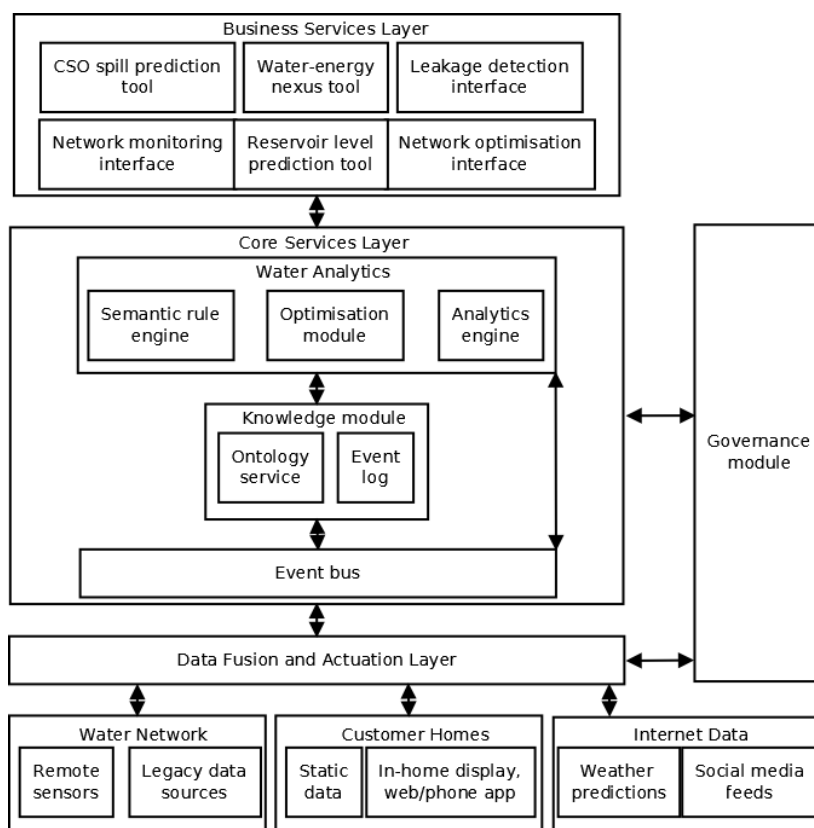 Business Services Layer
CSO spill prediction
tool
Water-energy
nexus tool
Leakage detection
interface
Network monitoring
interface
Reservoir level
prediction tool
Network optimisation
interface
Core Services Layer
Water Analytics
Semantic rule
engine
Optimisation
module
Analytics
engine
Knowledge module
Ontology
service
Event
log
Event bus
Governance
module
Data Fusion and Actuation Layer
Water Network
Remote
sensors
Legacy data
sources
Customer Homes
Static
data
In-home display,
web/phone app
Internet Data
Weather
predictions
Social media
feeds